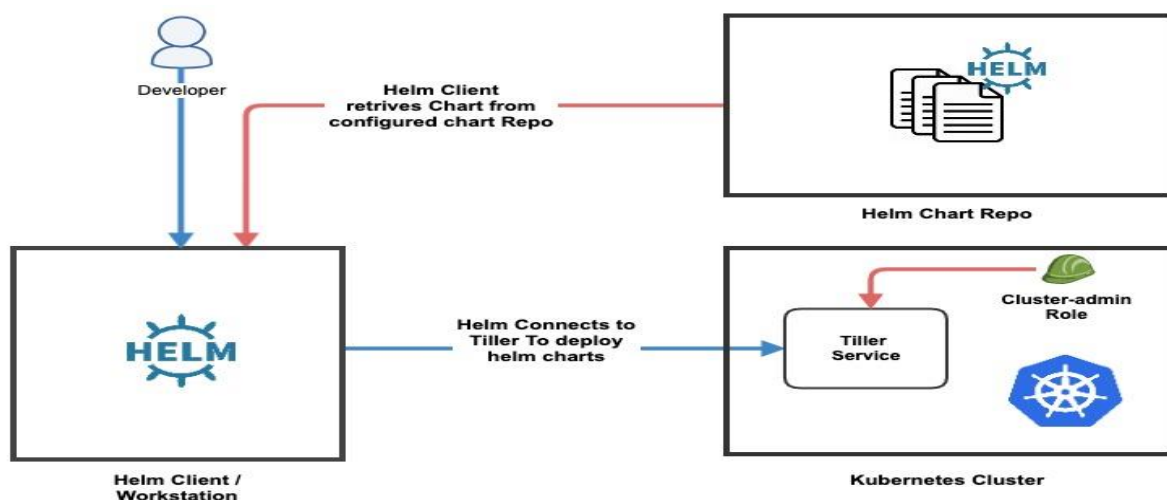 Developer
Helm Client
retrives Chart from
configured chart Repo
HELM
Helm Chart Repo
HELM
Helm Client /
Workstation
Helm Connects to
Tiller To deploy
helm charts
Tiller
Service
Cluster-admin
Role
Kubernetes Cluster